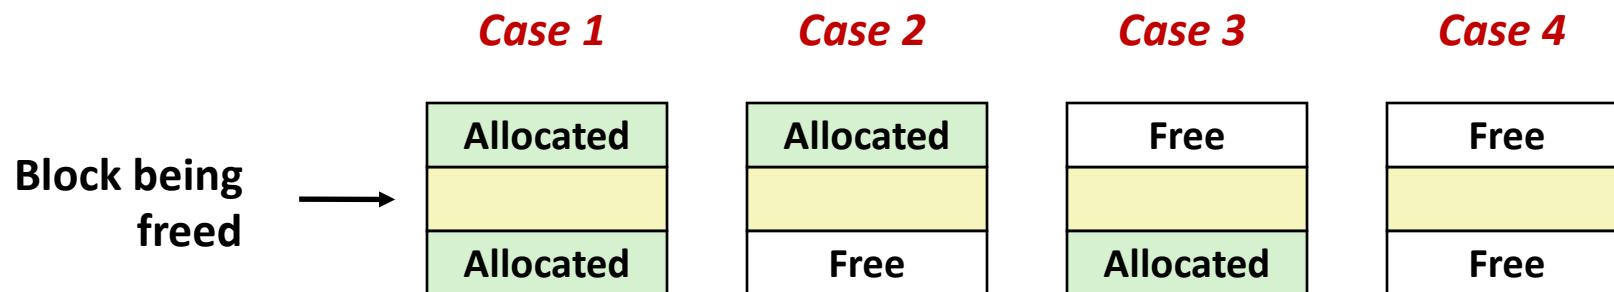 Case 1 Case 2 Case 3 Case 4
Allocated Allocated Free Free
Block being
freed
Allocated Free Allocated Free